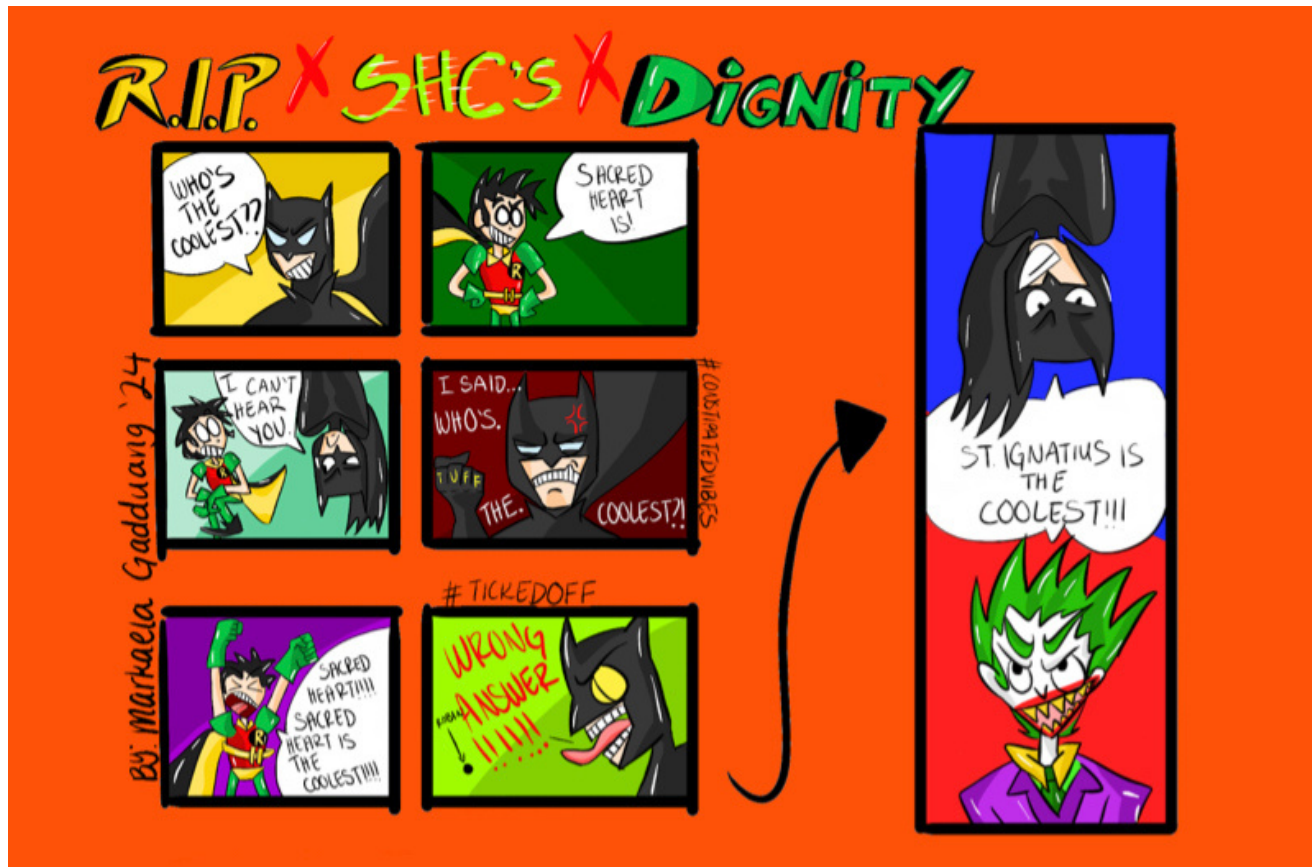 R.I.P. X SHC'S X DIGNITY
WHO'S
THE
COOLEST??
SACRED
HEART
IS!
R
I CAN'T
HEAR
YOU.
I SAID...
WHO'S.
TUFF
THE.
COOLEST?!
#CONSTIPATEDVIBES
SACRED
HEART!!!!
SACRED
HEART IS
THE
COOLEST!!!!
R
# TICKEDOFF
WRONG
ANSWER
!!!!!!
ROBIN
ST. IGNATIUS IS
THE
COOLEST!!!
By: Markaela Gadduang '24